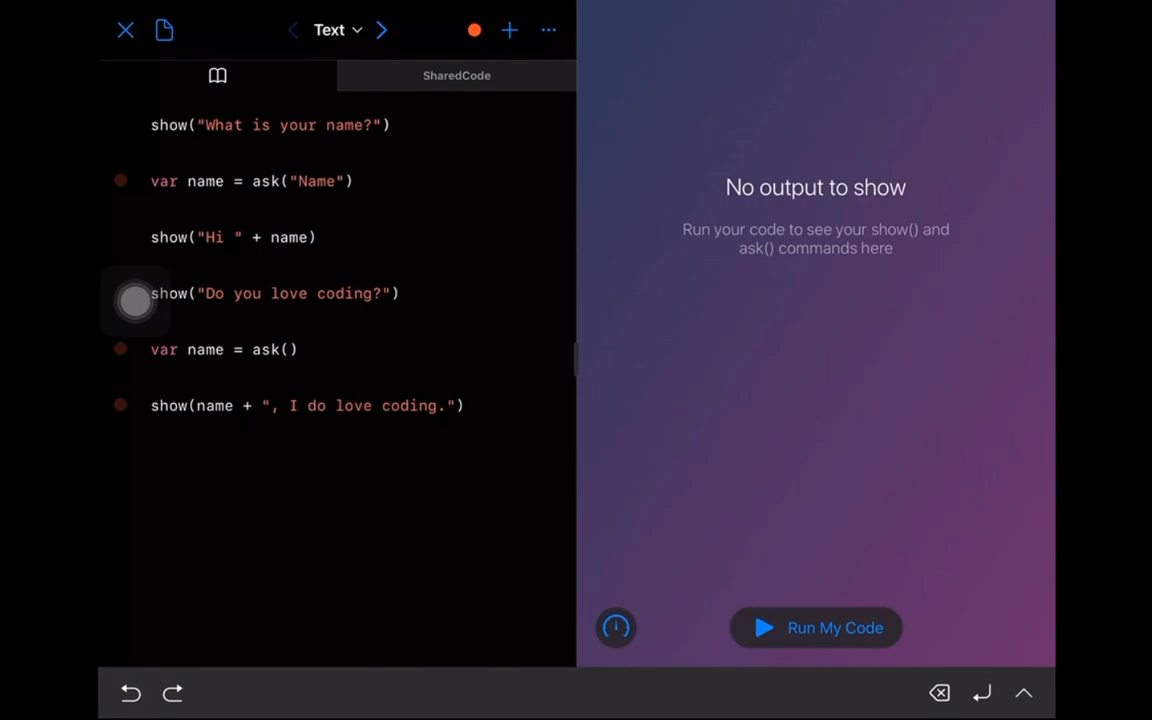 Text
SharedCode
show("What is your name?")
var name = ask("Name")
show("Hi " + name)
show("Do you love coding?")
var name = ask()
show(name + ", I do love coding.")
No output to show
Run your code to see your show() and
ask() commands here
Run My Code